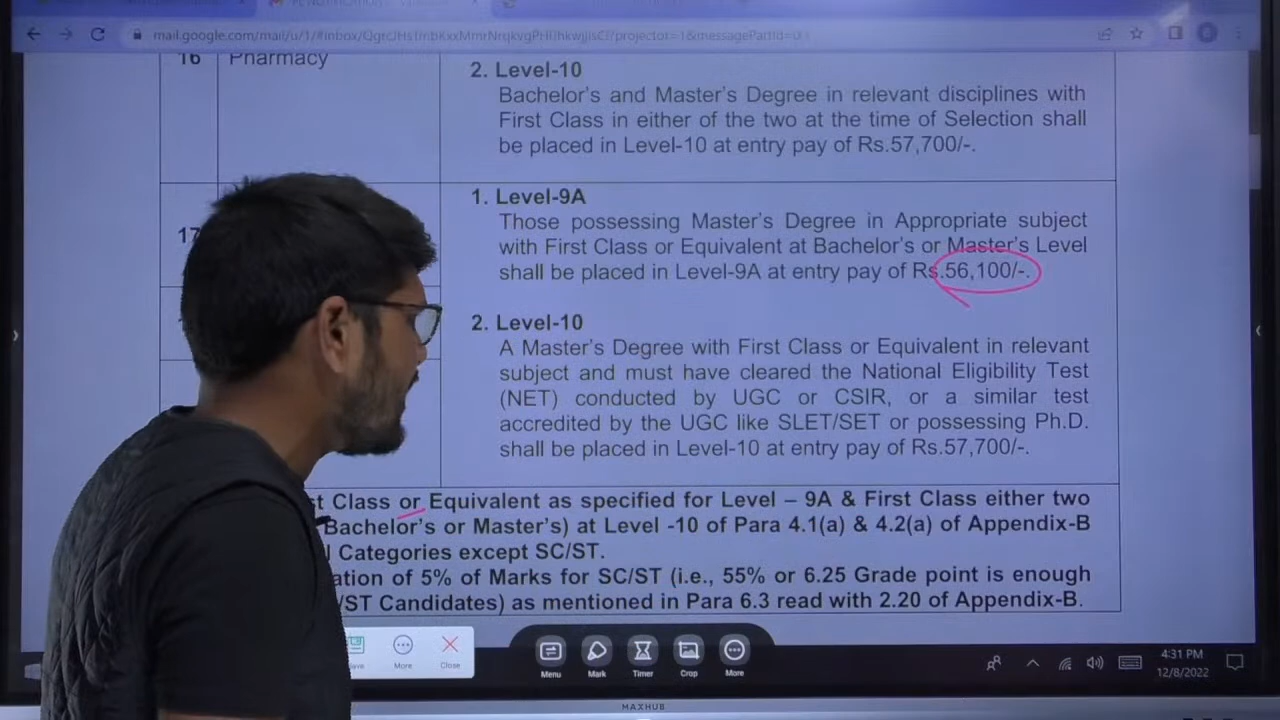 16 Pharmacy
2. Level-10
Bachelor's and Master's Degree in relevant disciplines with
First Class in either of the two at the time of Selection shall
be placed in Level-10 at entry pay of Rs.57,700/-.
17
1. Level-9A
Those possessing Master's Degree in Appropriate subject
with First Class or Equivalent at Bachelor's or Master's Level
shall be placed in Level-9A at entry pay of Rs.56,100/-.
2. Level-10
A Master's Degree with First Class or Equivalent in relevant
subject and must have cleared the National Eligibility Test
(NET) conducted by UGC or CSIR, or a similar test
accredited by the UGC like SLET/SET or possessing Ph.D.
shall be placed in Level-10 at entry pay of Rs.57,700/-.
Class or Equivalent as specified for Level – 9A & First Class either two
Bachelor's or Master's) at Level -10 of Para 4.1(a) & 4.2(a) of Appendix-B
Categories except SC/ST.
of 5% of Marks for SC/ST (i.e., 55% or 6.25 Grade point is enough
/ST Candidates) as mentioned in Para 6.3 read with 2.20 of Appendix-B.
More Close
Menu Mark Timer Crop More
4:31 PM
12/8/2022
MAXHUB